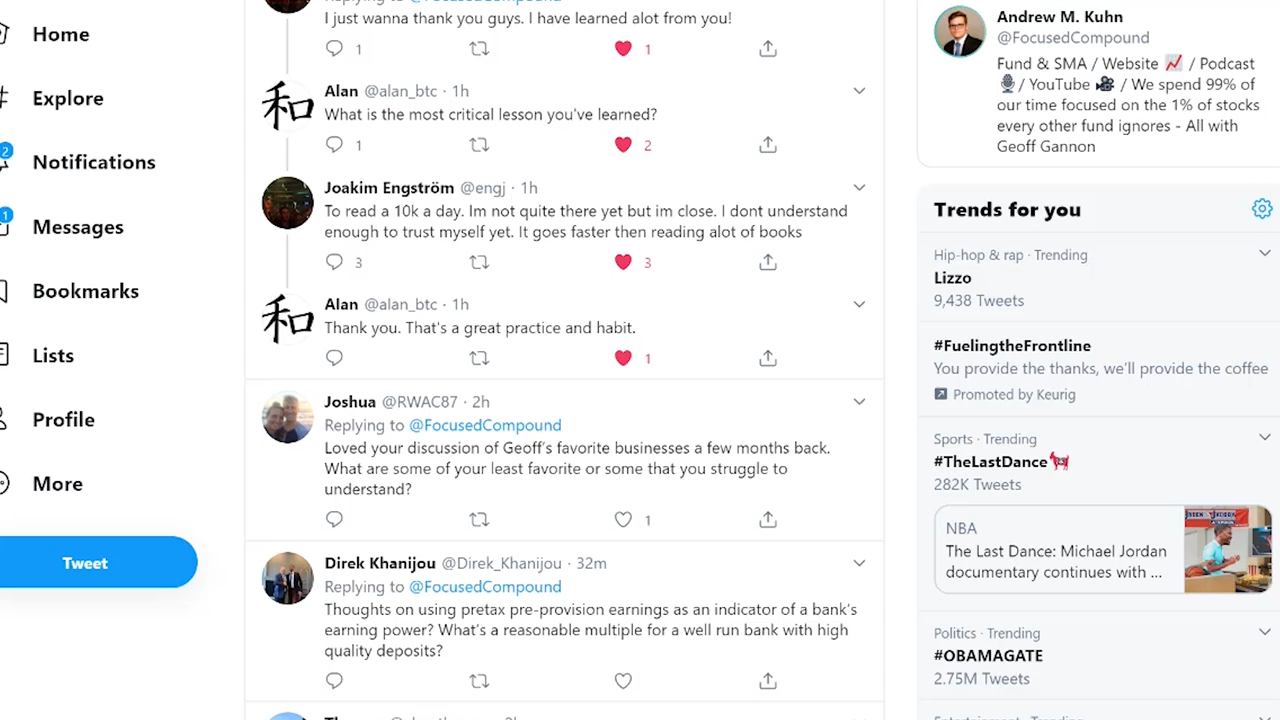 Home
Explore
2
Notifications
1
Messages
Bookmarks
Lists
Profile
More
Tweet
I just wanna thank you guys. I have learned alot from you!
1
1
和
Alan @alan_btc · 1h
What is the most critical lesson you've learned?
1
2
Joakim Engström @engj · 1h
To read a 10k a day. Im not quite there yet but im close. I dont understand
enough to trust myself yet. It goes faster then reading alot of books
3
3
和
Alan @alan_btc · 1h
Thank you. That's a great practice and habit.
1
Joshua @RWAC87 · 2h
Replying to @FocusedCompound
Loved your discussion of Geoff's favorite businesses a few months back.
What are some of your least favorite or some that you struggle to
understand?
1
Direk Khanijou @Direk_Khanijou · 32m
Replying to @FocusedCompound
Thoughts on using pretax pre-provision earnings as an indicator of a bank's
earning power? What's a reasonable multiple for a well run bank with high
quality deposits?
Andrew M. Kuhn
@FocusedCompound
Fund & SMA / Website 📈 / Podcast
🎙/ YouTube 🎥 / We spend 99% of
our time focused on the 1% of stocks
every other fund ignores - All with
Geoff Gannon
Trends for you
Hip-hop & rap · Trending
Lizzo
9,438 Tweets
#FuelingtheFrontline
You provide the thanks, we'll provide the coffee
Promoted by Keurig
Sports · Trending
#TheLastDance
282K Tweets
NBA
The Last Dance: Michael Jordan
documentary continues with ...
Politics · Trending
#OBAMAGATE
2.75M Tweets